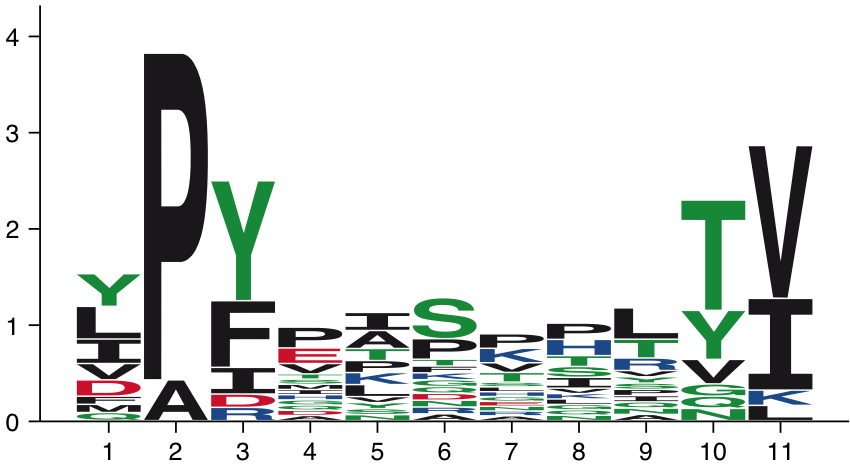 4
3
2
1
0
Y L I V D F M Q
P A
Y F I D R
P E V T
I A T P K L V
S P T F K
P K V T
P H T S I
L T R V
T Y V G Q N
V I K L
1 2 3 4 5 6 7 8 9 10 11